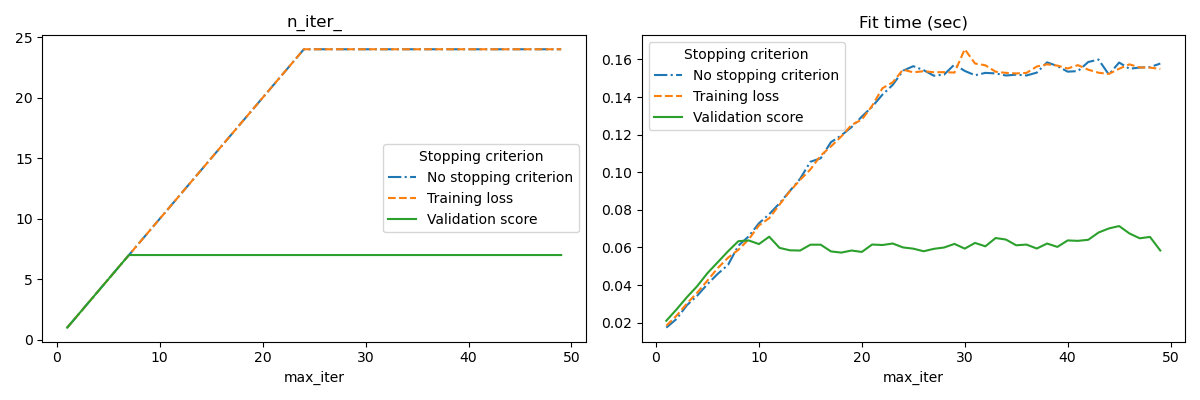 n_iter_
25
20
15
10
5
0
Stopping criterion
No stopping criterion
Training loss
Validation score
0 10 20 30 40 50
max_iter
Fit time (sec)
0.16
0.14
0.12
0.10
0.08
0.06
0.04
0.02
Stopping criterion
No stopping criterion
Training loss
Validation score
0 10 20 30 40 50
max_iter